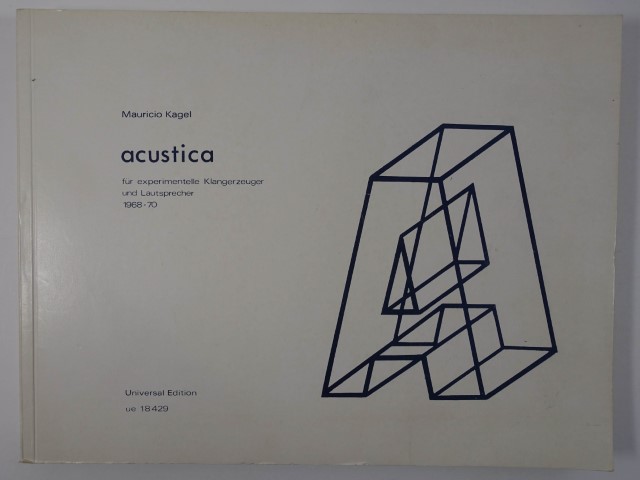 Mauricio Kagel
acustica
für experimentelle Klangerzeuger
und Lautsprecher
1968-70
Universal Edition
ue 18429